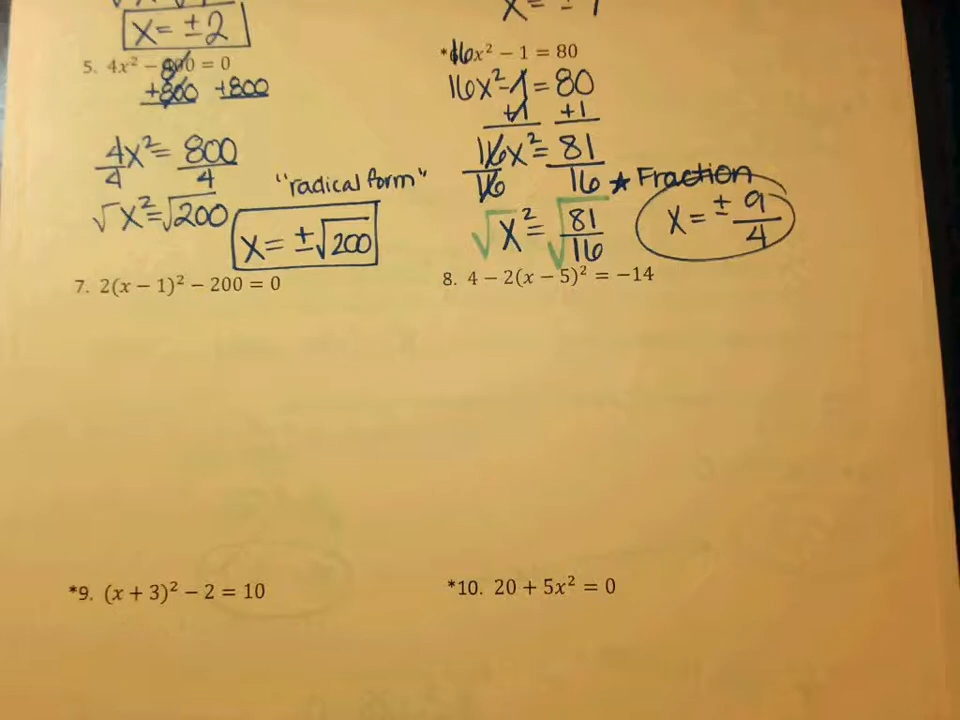 x = ± 2
x = ± 1
5. 4x² − 800 = 0
+800 +800
4x² = 800
4 4
"radical form"
√x² = √200
x = ± √200
*16x² − 1 = 80
16x² − 1 = 80
+1 +1
16x² = 81
16 16 ★ Fraction
√x² = √81/16
x = ± 9/4
7. 2(x − 1)² − 200 = 0
8. 4 − 2(x − 5)² = −14
*9. (x + 3)² − 2 = 10
*10. 20 + 5x² = 0